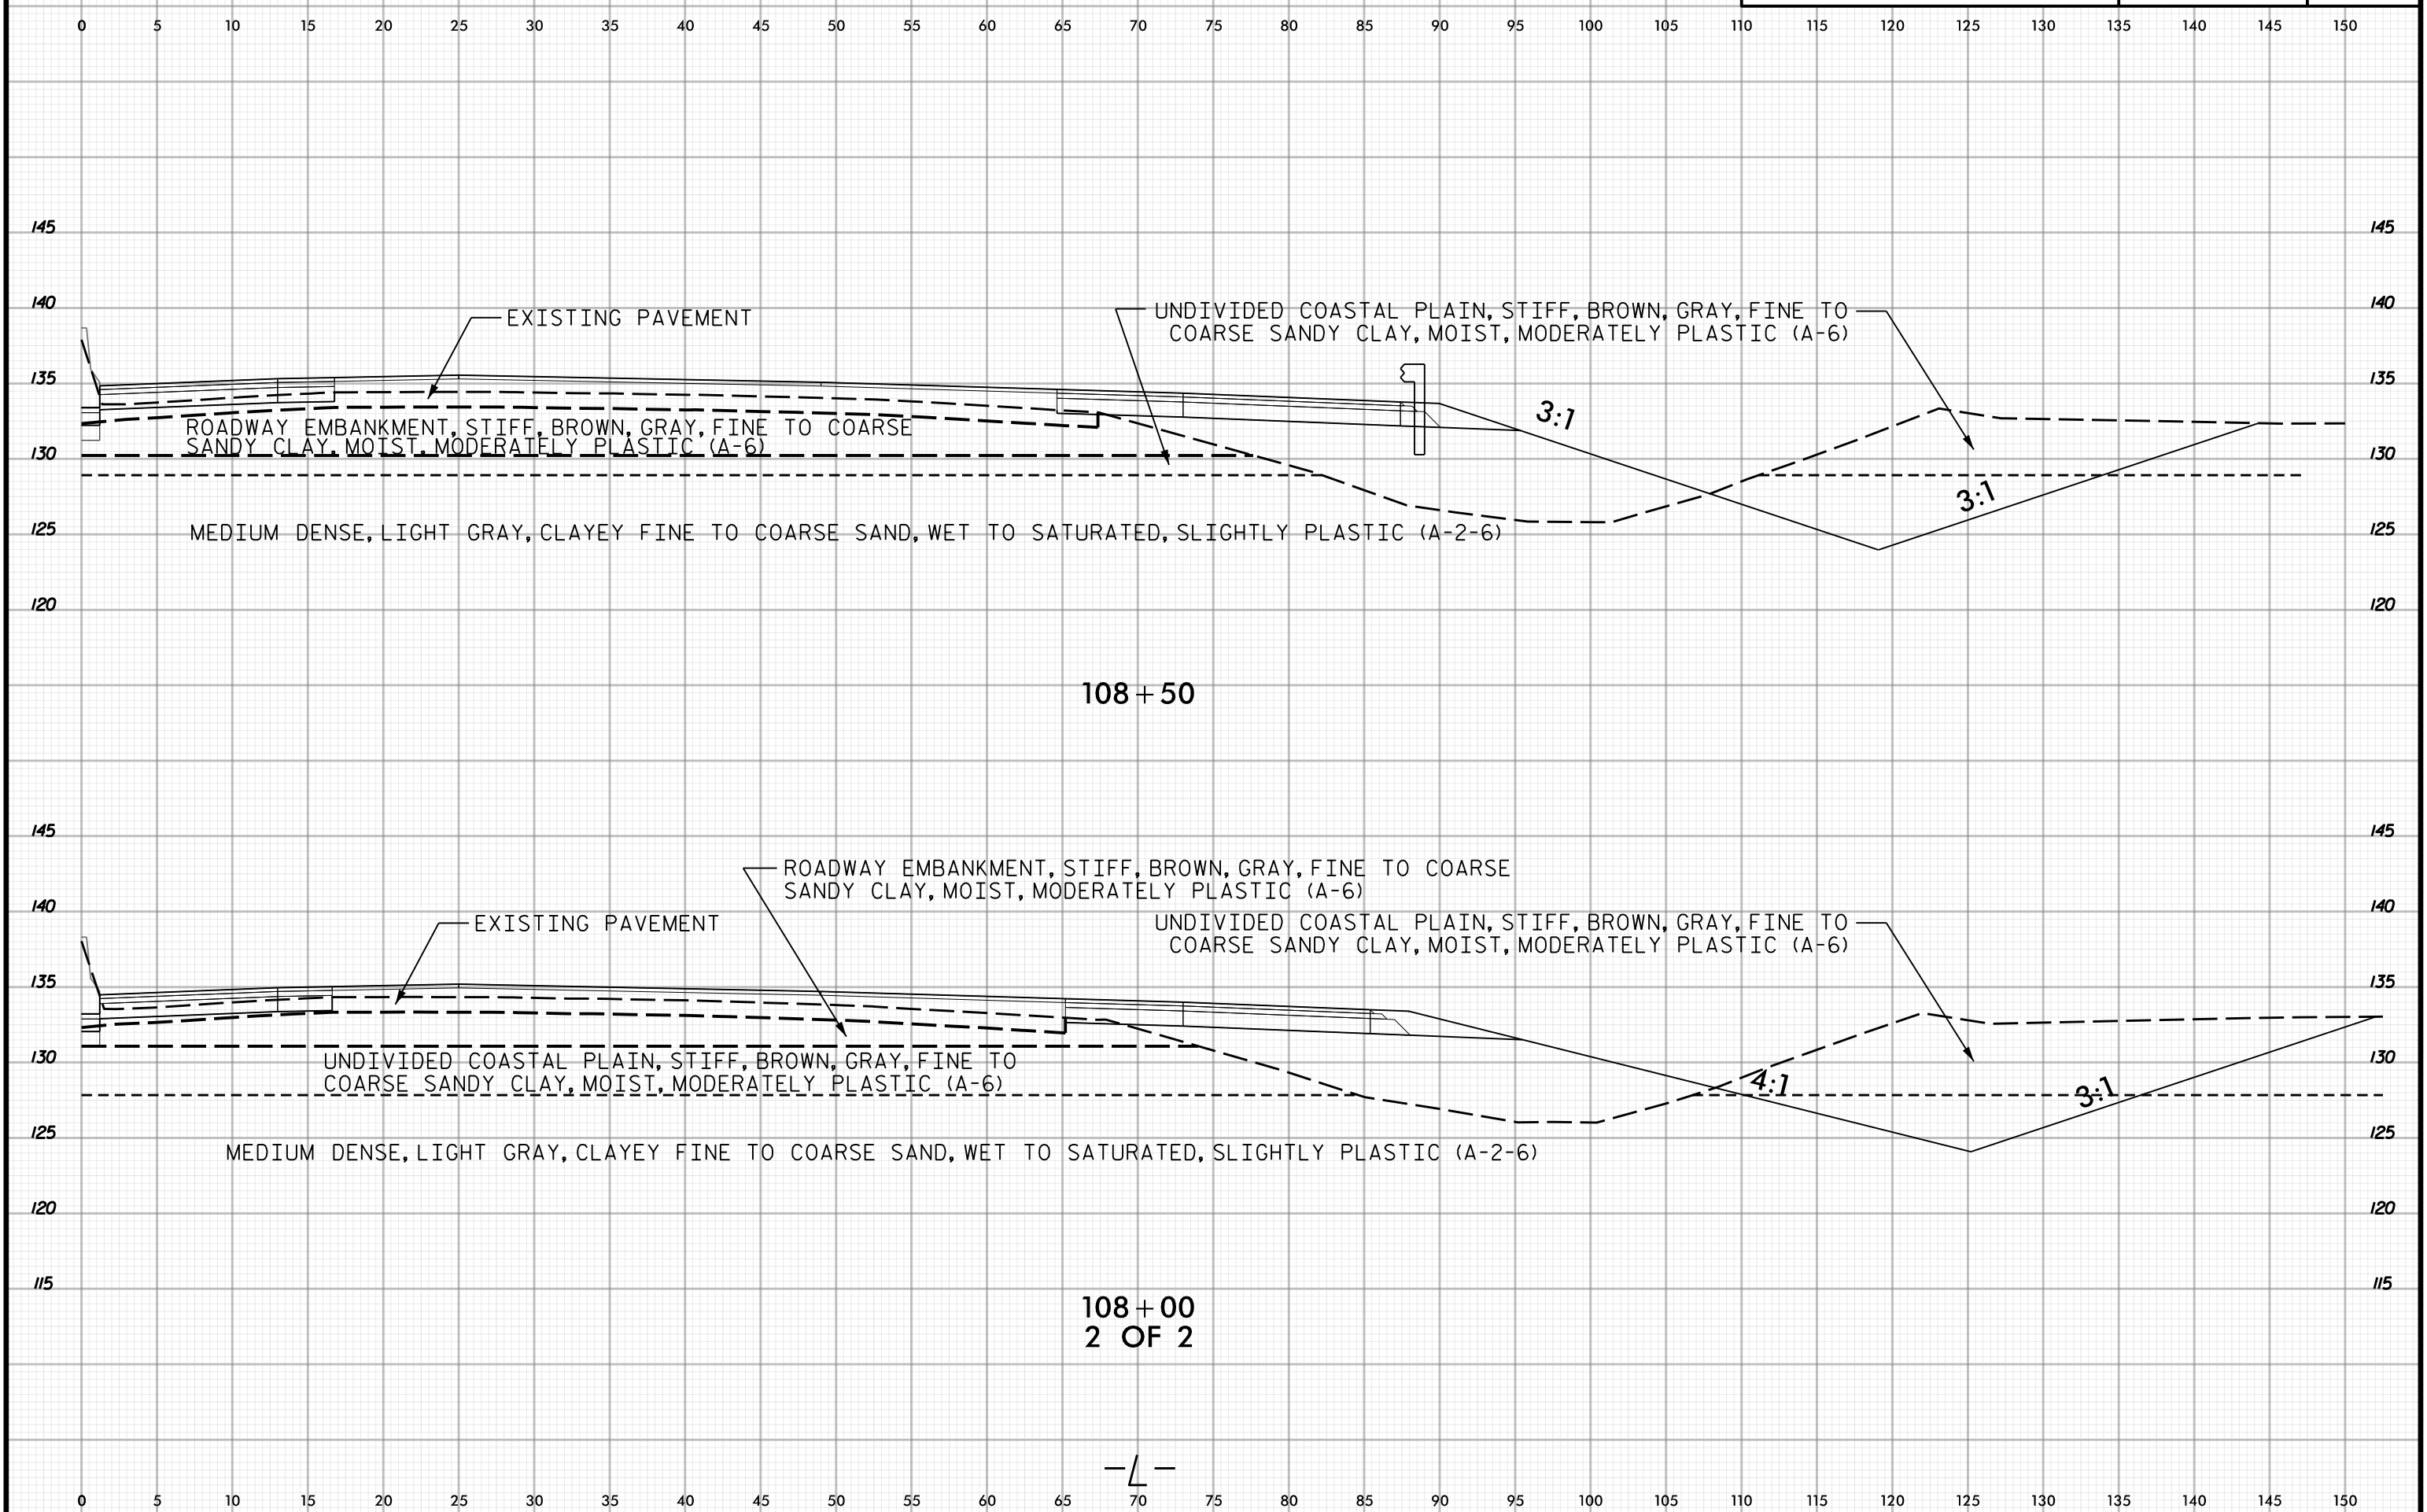 0 5 10 15 20 25 30 35 40 45 50 55 60 65 70 75 80 85 90 95 100 105 110 115 120 125 130 135 140 145 150
145 145
140 140
EXISTING PAVEMENT
UNDIVIDED COASTAL PLAIN, STIFF, BROWN, GRAY, FINE TO
COARSE SANDY CLAY, MOIST, MODERATELY PLASTIC (A-6)
135 135
3:1
ROADWAY EMBANKMENT, STIFF, BROWN, GRAY, FINE TO COARSE
SANDY CLAY, MOIST, MODERATELY PLASTIC (A-6)
130 130
3:1
MEDIUM DENSE, LIGHT GRAY, CLAYEY FINE TO COARSE SAND, WET TO SATURATED, SLIGHTLY PLASTIC (A-2-6)
125 125
120 120
108+50
145 145
ROADWAY EMBANKMENT, STIFF, BROWN, GRAY, FINE TO COARSE
SANDY CLAY, MOIST, MODERATELY PLASTIC (A-6)
140 140
EXISTING PAVEMENT
UNDIVIDED COASTAL PLAIN, STIFF, BROWN, GRAY, FINE TO
COARSE SANDY CLAY, MOIST, MODERATELY PLASTIC (A-6)
135 135
130 130
UNDIVIDED COASTAL PLAIN, STIFF, BROWN, GRAY, FINE TO
COARSE SANDY CLAY, MOIST, MODERATELY PLASTIC (A-6)
4:1
3:1
125 125
MEDIUM DENSE, LIGHT GRAY, CLAYEY FINE TO COARSE SAND, WET TO SATURATED, SLIGHTLY PLASTIC (A-2-6)
120 120
115 115
108+00
2 OF 2
-L-
0 5 10 15 20 25 30 35 40 45 50 55 60 65 70 75 80 85 90 95 100 105 110 115 120 125 130 135 140 145 150